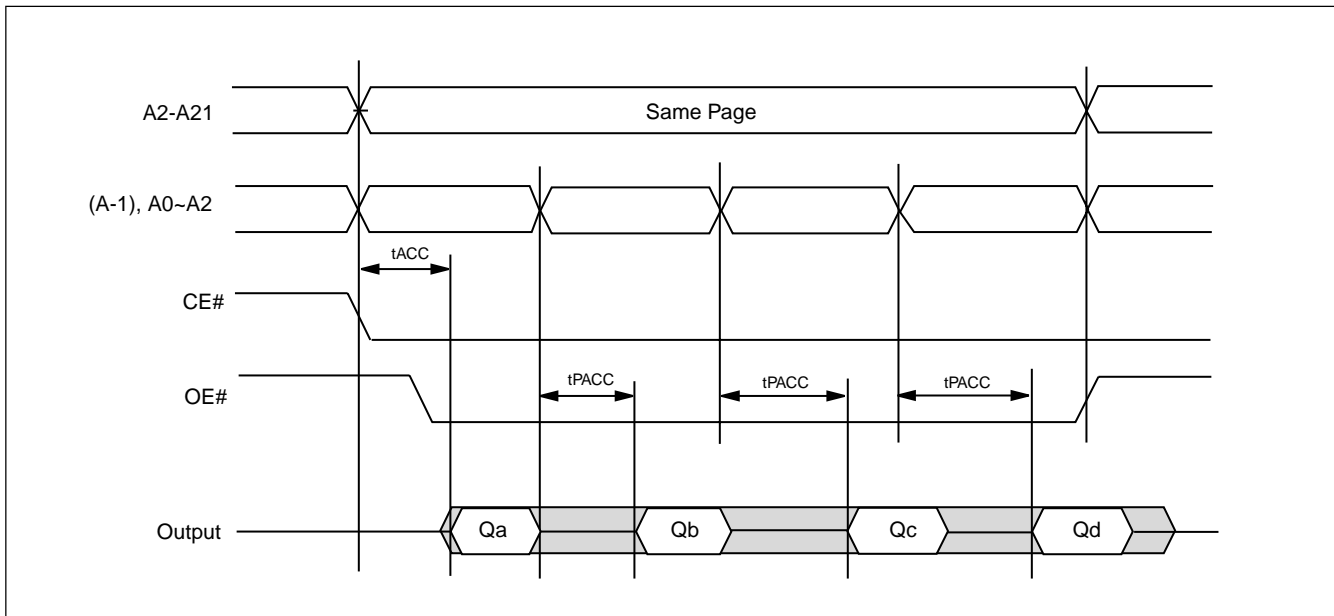 A2-A21
Same Page
(A-1), A0~A2
tACC
CE#
tPACC
tPACC
tPACC
OE#
Output
Qa
Qb
Qc
Qd